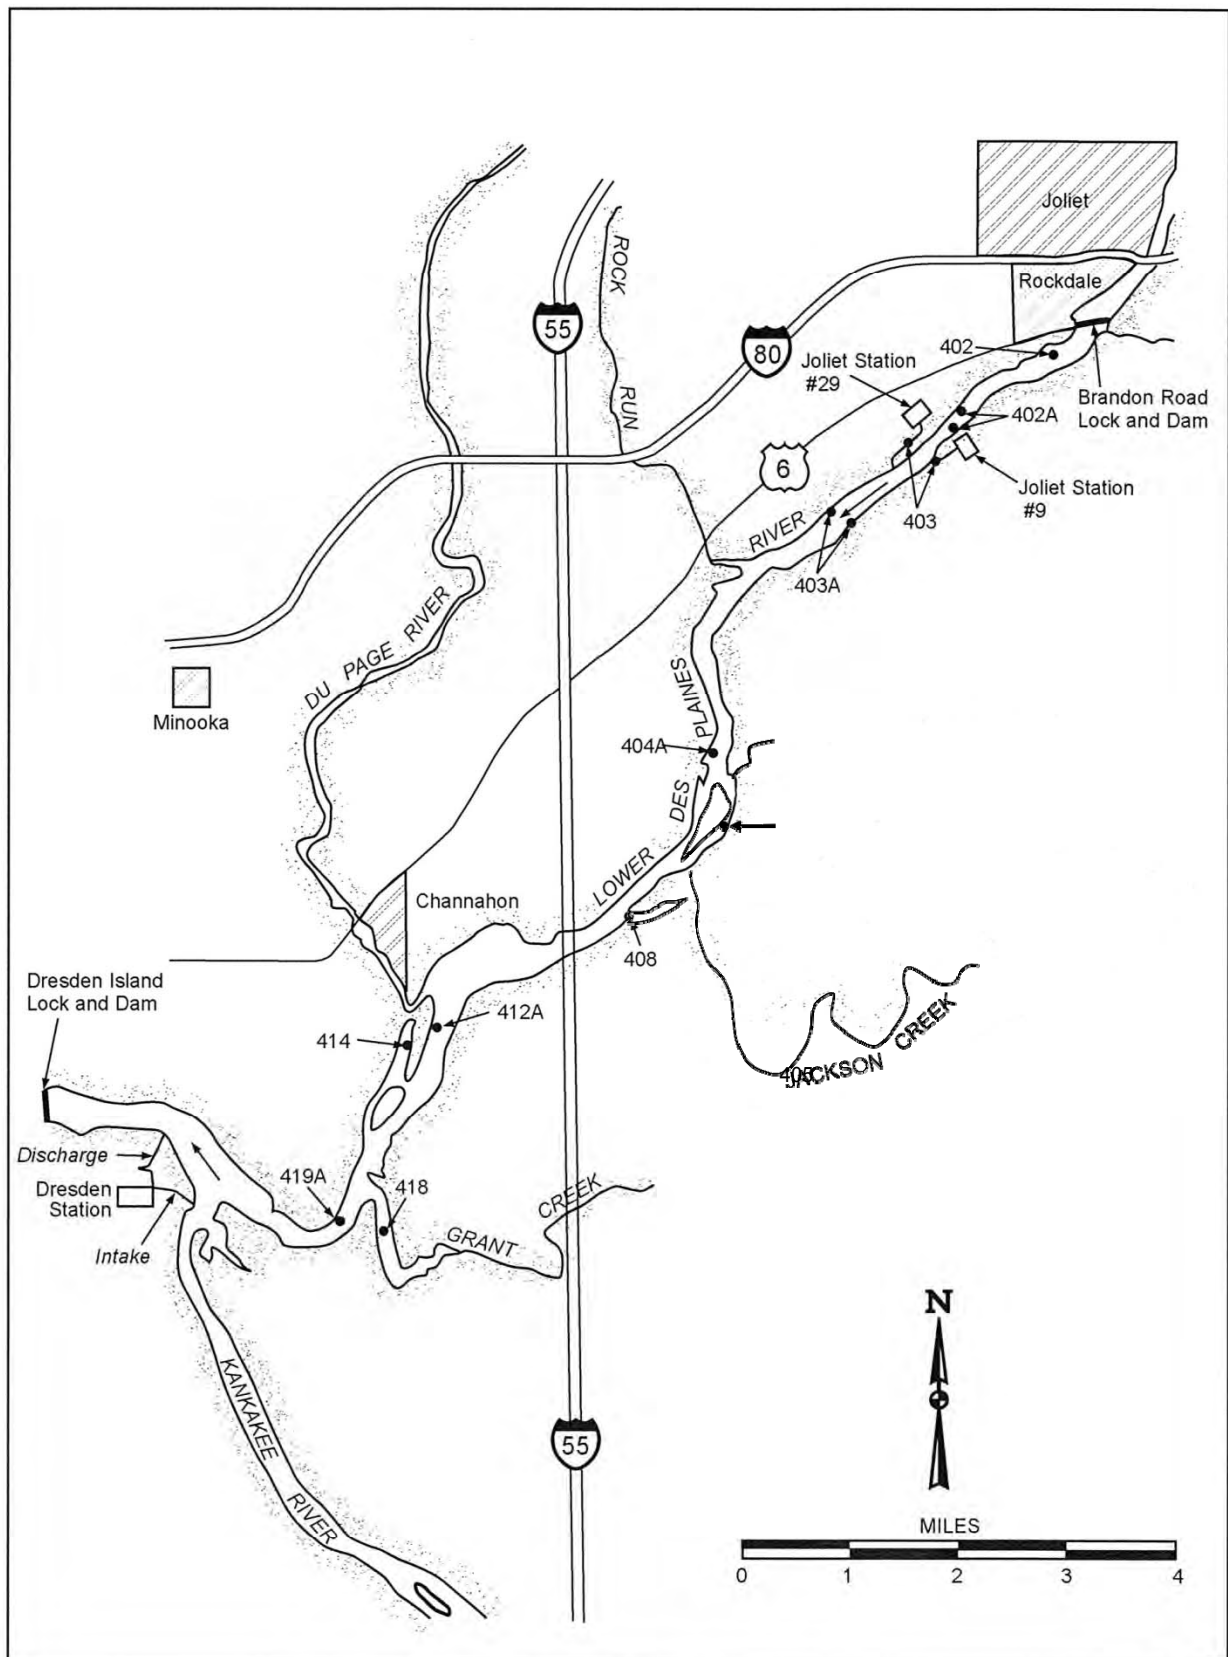 Joliet
ROCK
RUN
Rockdale
55
80
402
Joliet Station
#29
Brandon Road
Lock and Dam
402A
6
Joliet Station
#9
403
RIVER
403A
DU PAGE RIVER
Minooka
PLAINES
404A
DES
LOWER
Channahon
408
Dresden Island
Lock and Dam
412A
414
JACKSON CREEK
405
Discharge
419A
418
Dresden
Station
CREEK
GRANT
Intake
N
KANKAKEE
RIVER
55
MILES
0 1 2 3 4